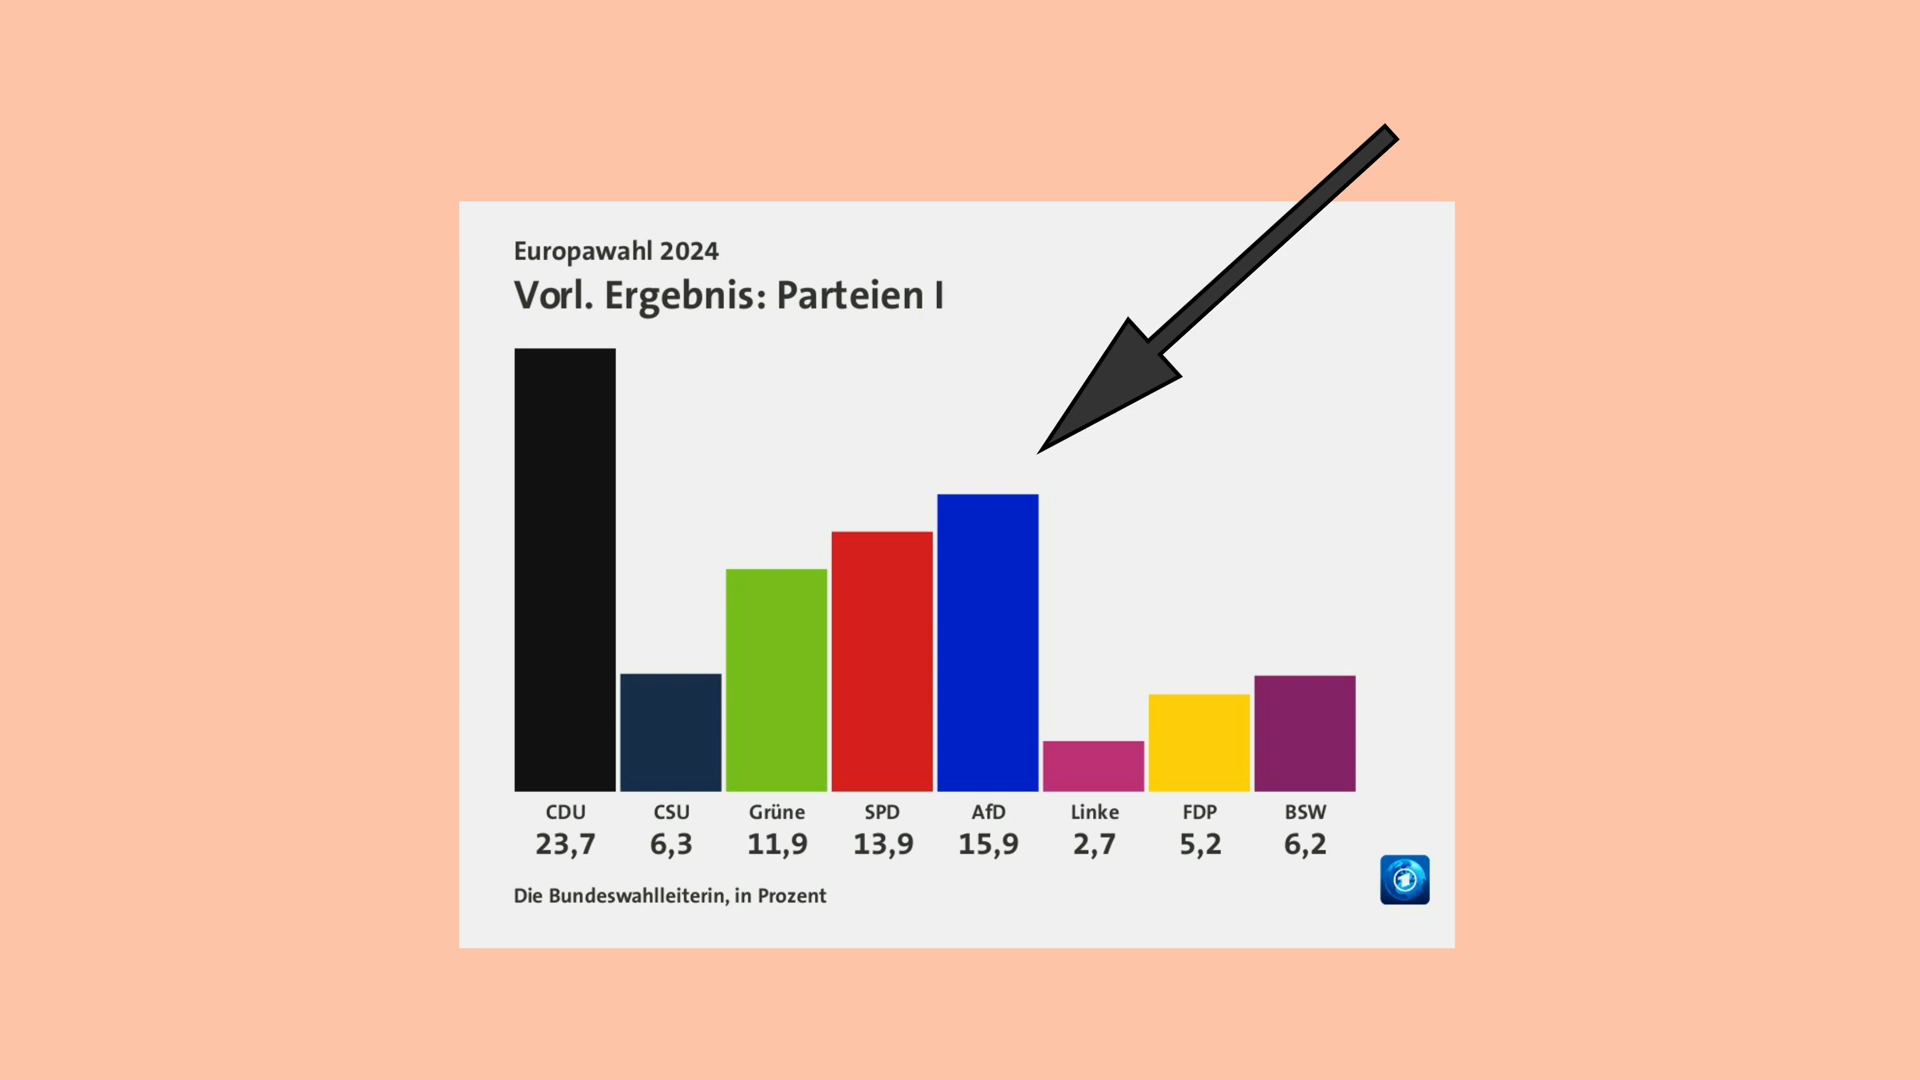 Europawahl 2024
Vorl. Ergebnis: Parteien I
CDU CSU Grüne SPD AfD Linke FDP BSW
23,7 6,3 11,9 13,9 15,9 2,7 5,2 6,2
Die Bundeswahlleiterin, in Prozent